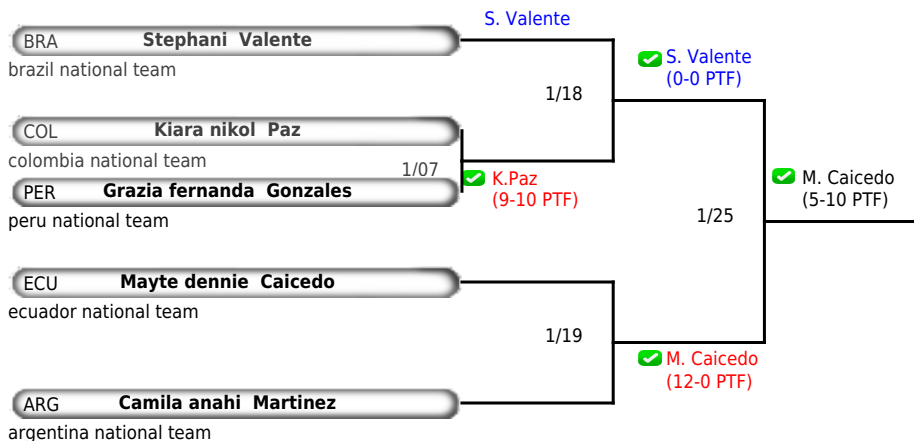 S. Valente
BRA Stephani Valente
brazil national team
S. Valente
(0-0 PTF)
1/18
COL Kiara nikol Paz
colombia national team
1/07
K.Paz
(9-10 PTF)
PER Grazia fernanda Gonzales
peru national team
M. Caicedo
(5-10 PTF)
1/25
ECU Mayte dennie Caicedo
ecuador national team
1/19
M. Caicedo
(12-0 PTF)
ARG Camila anahi Martinez
argentina national team